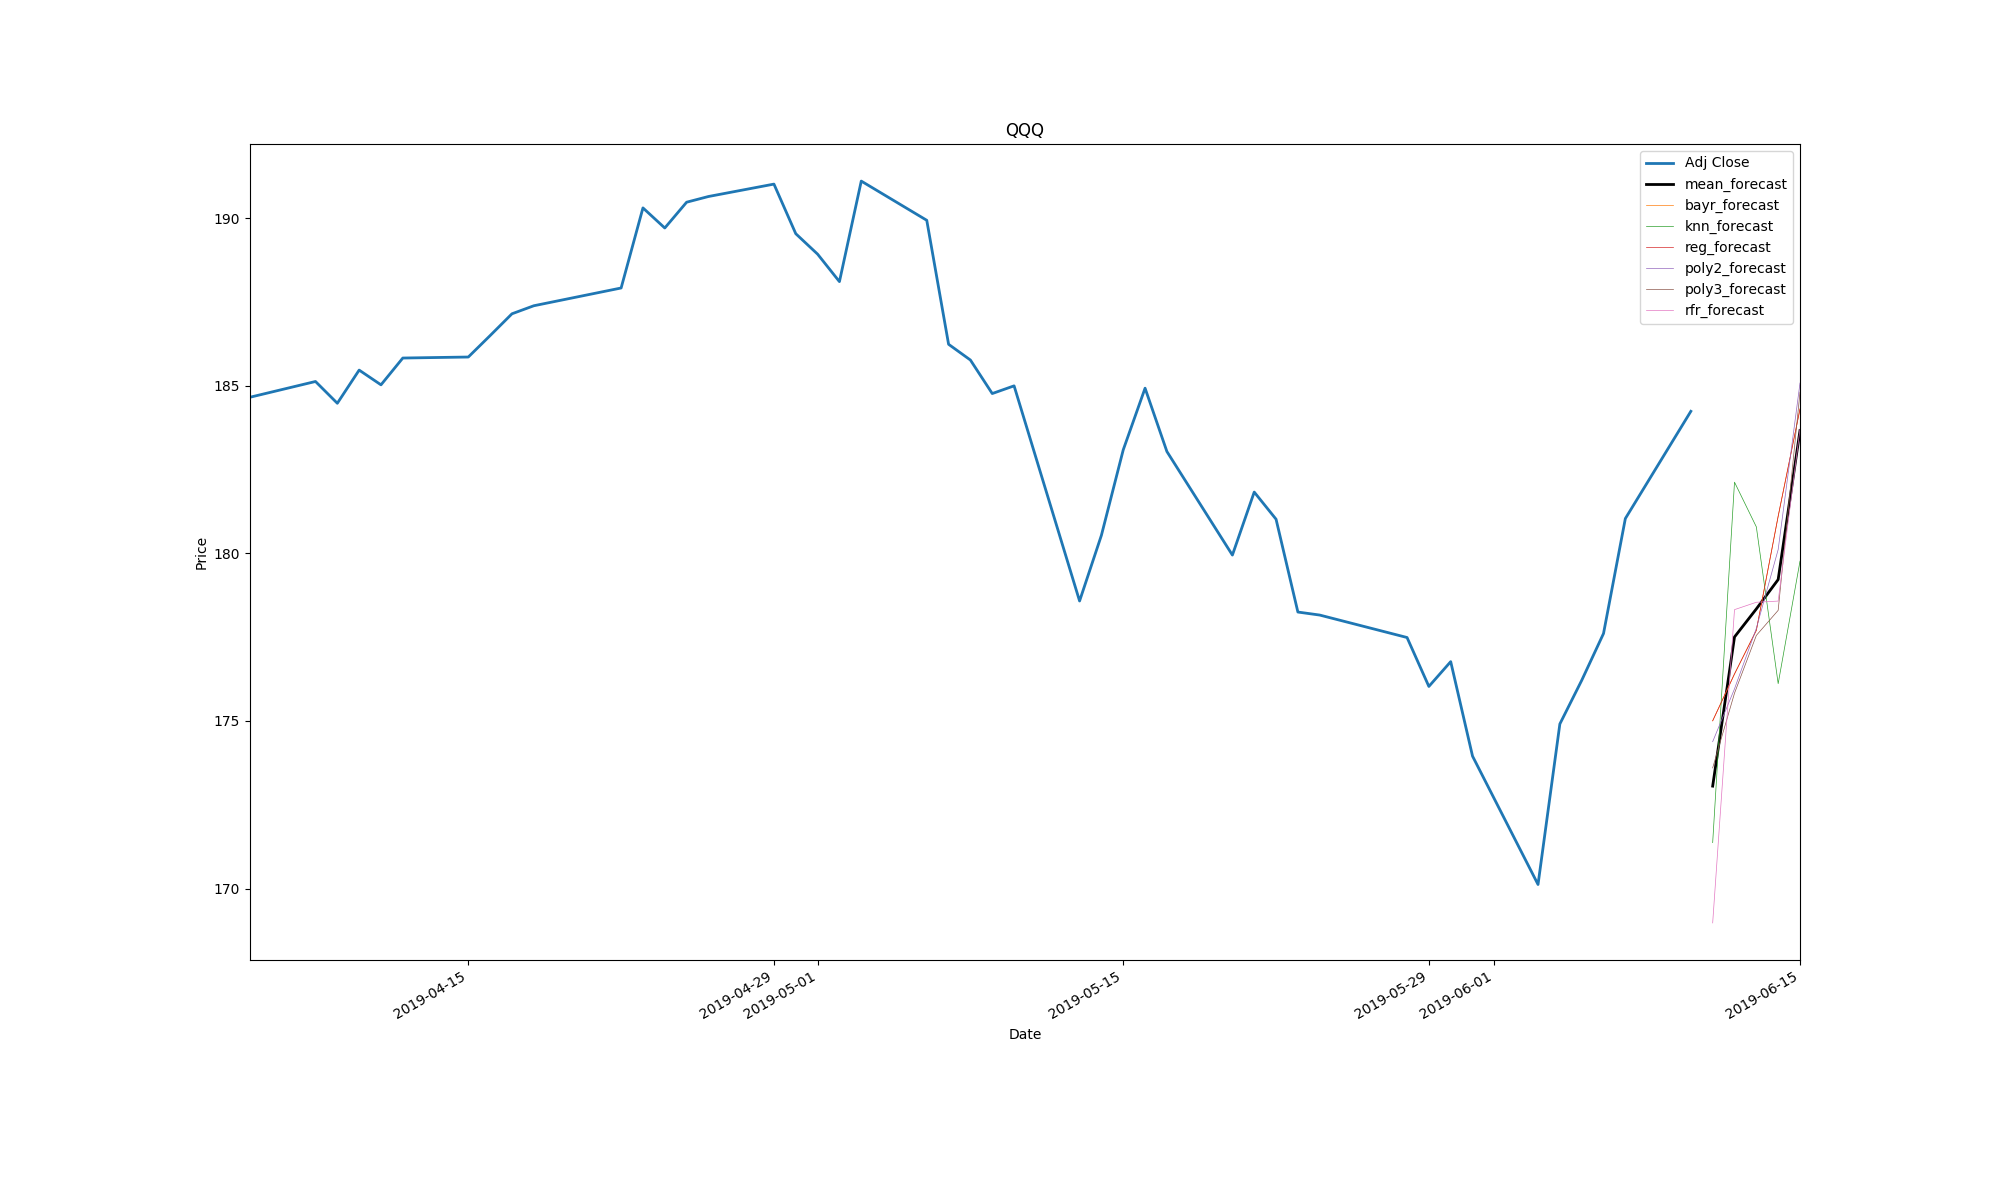 QQQ
Adj Close
mean_forecast
bayr_forecast
knn_forecast
reg_forecast
poly2_forecast
poly3_forecast
rfr_forecast
190
185
180
175
170
Price
2019-04-15
2019-04-29
2019-05-01
2019-05-15
2019-05-29
2019-06-01
2019-06-15
Date